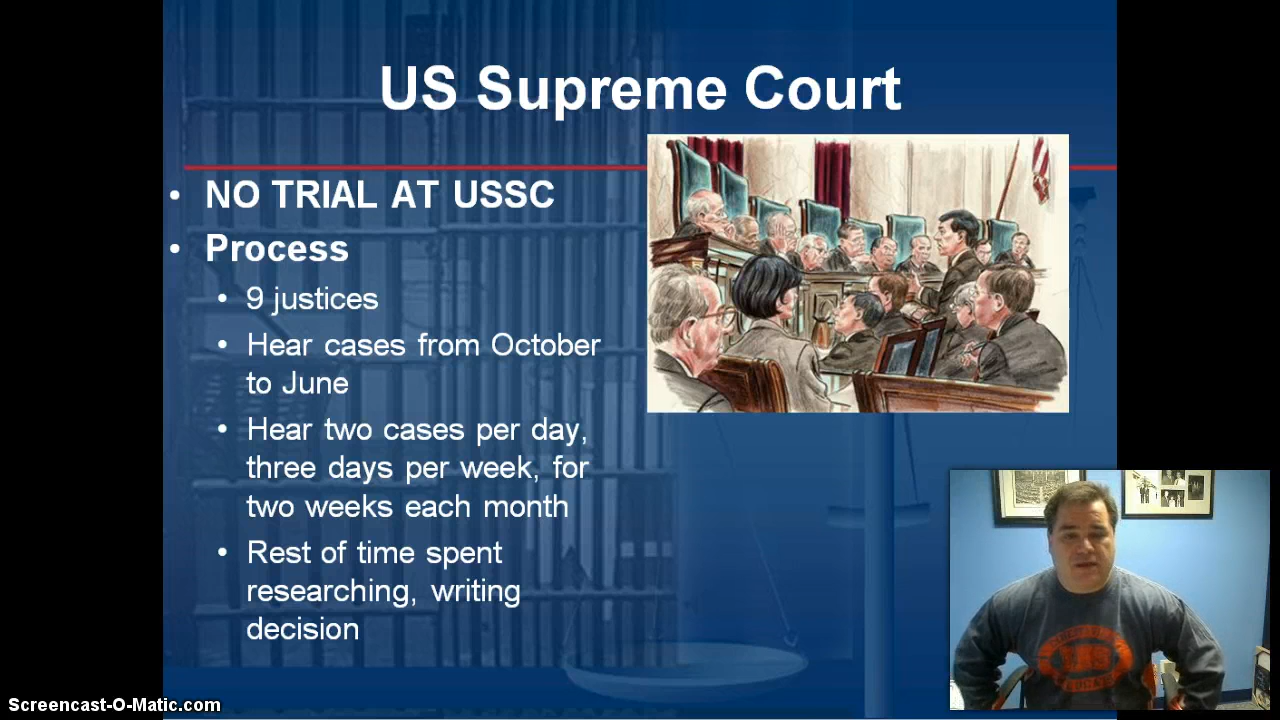 US Supreme Court
• NO TRIAL AT USSC
• Process
• 9 justices
• Hear cases from October
to June
• Hear two cases per day,
three days per week, for
two weeks each month
• Rest of time spent
researching, writing
decision
Screencast-O-Matic.com